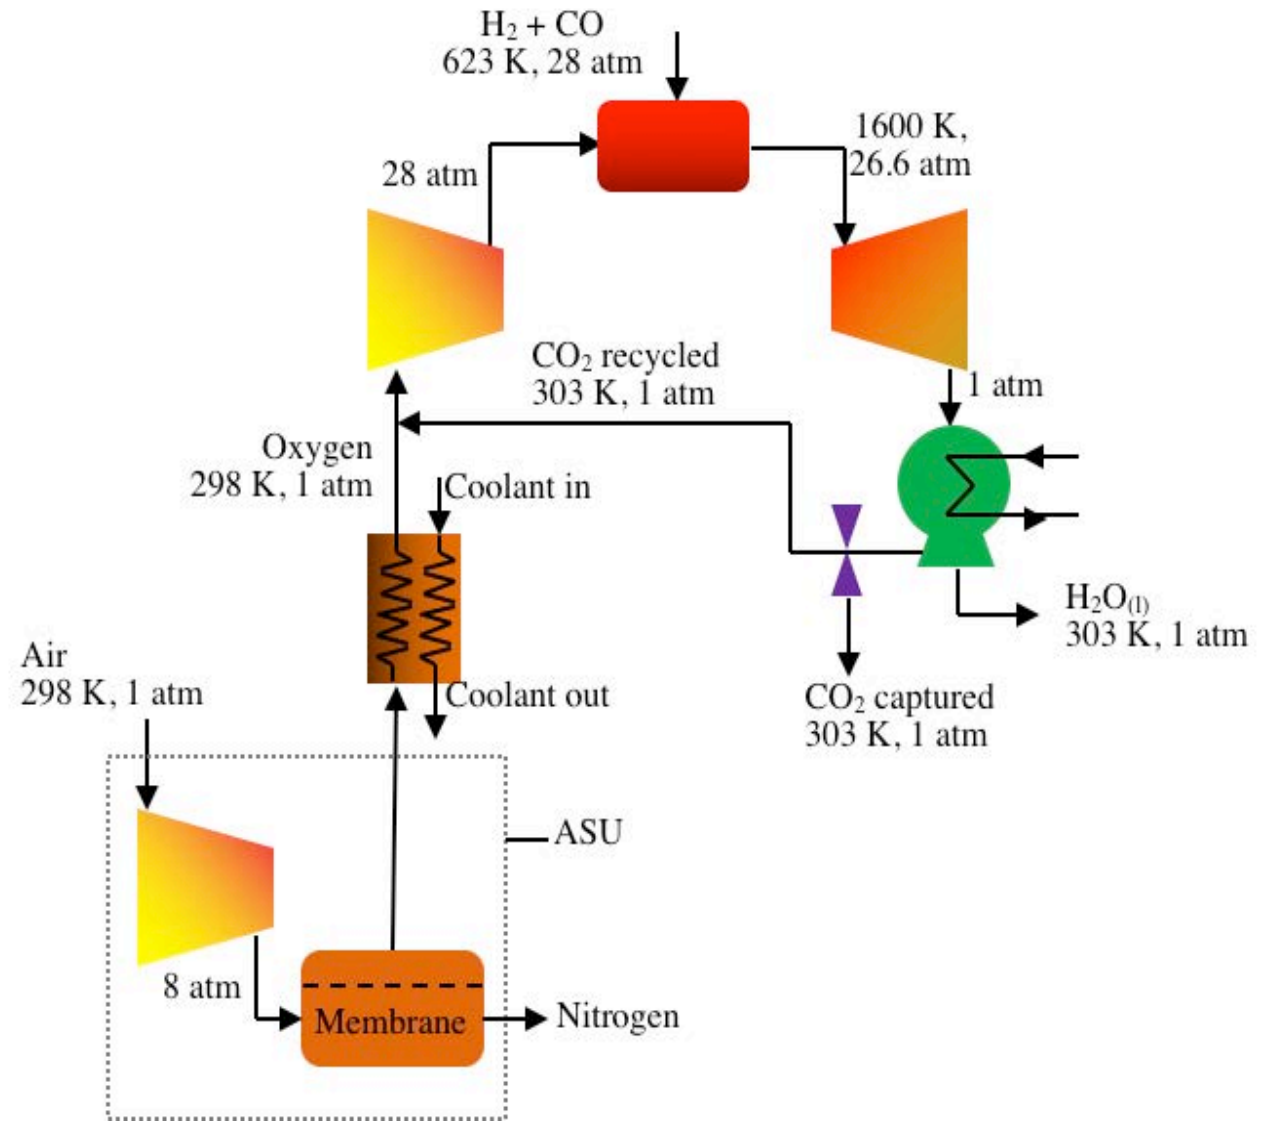 H₂ + CO
623 K, 28 atm
1600 K,
26.6 atm
28 atm
CO₂ recycled
303 K, 1 atm
1 atm
Oxygen
298 K, 1 atm
Coolant in
H₂O₍ₗ₎
303 K, 1 atm
Air
298 K, 1 atm
Coolant out
CO₂ captured
303 K, 1 atm
ASU
8 atm
Membrane
Nitrogen